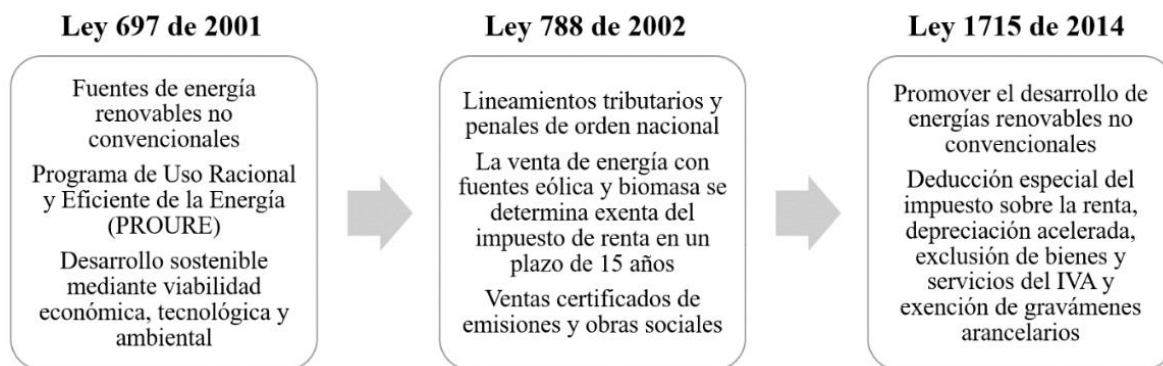 Ley 697 de 2001
Fuentes de energía
renovables no
convencionales
Programa de Uso Racional
y Eficiente de la Energía
(PROURE)
Desarrollo sostenible
mediante viabilidad
económica, tecnológica y
ambiental
Ley 788 de 2002
Lineamientos tributarios y
penales de orden nacional
La venta de energía con
fuentes eólica y biomasa se
determina exenta del
impuesto de renta en un
plazo de 15 años
Ventas certificados de
emisiones y obras sociales
Ley 1715 de 2014
Promover el desarrollo de
energías renovables no
convencionales
Deducción especial del
impuesto sobre la renta,
depreciación acelerada,
exclusión de bienes y
servicios del IVA y
exención de gravámenes
arancelarios